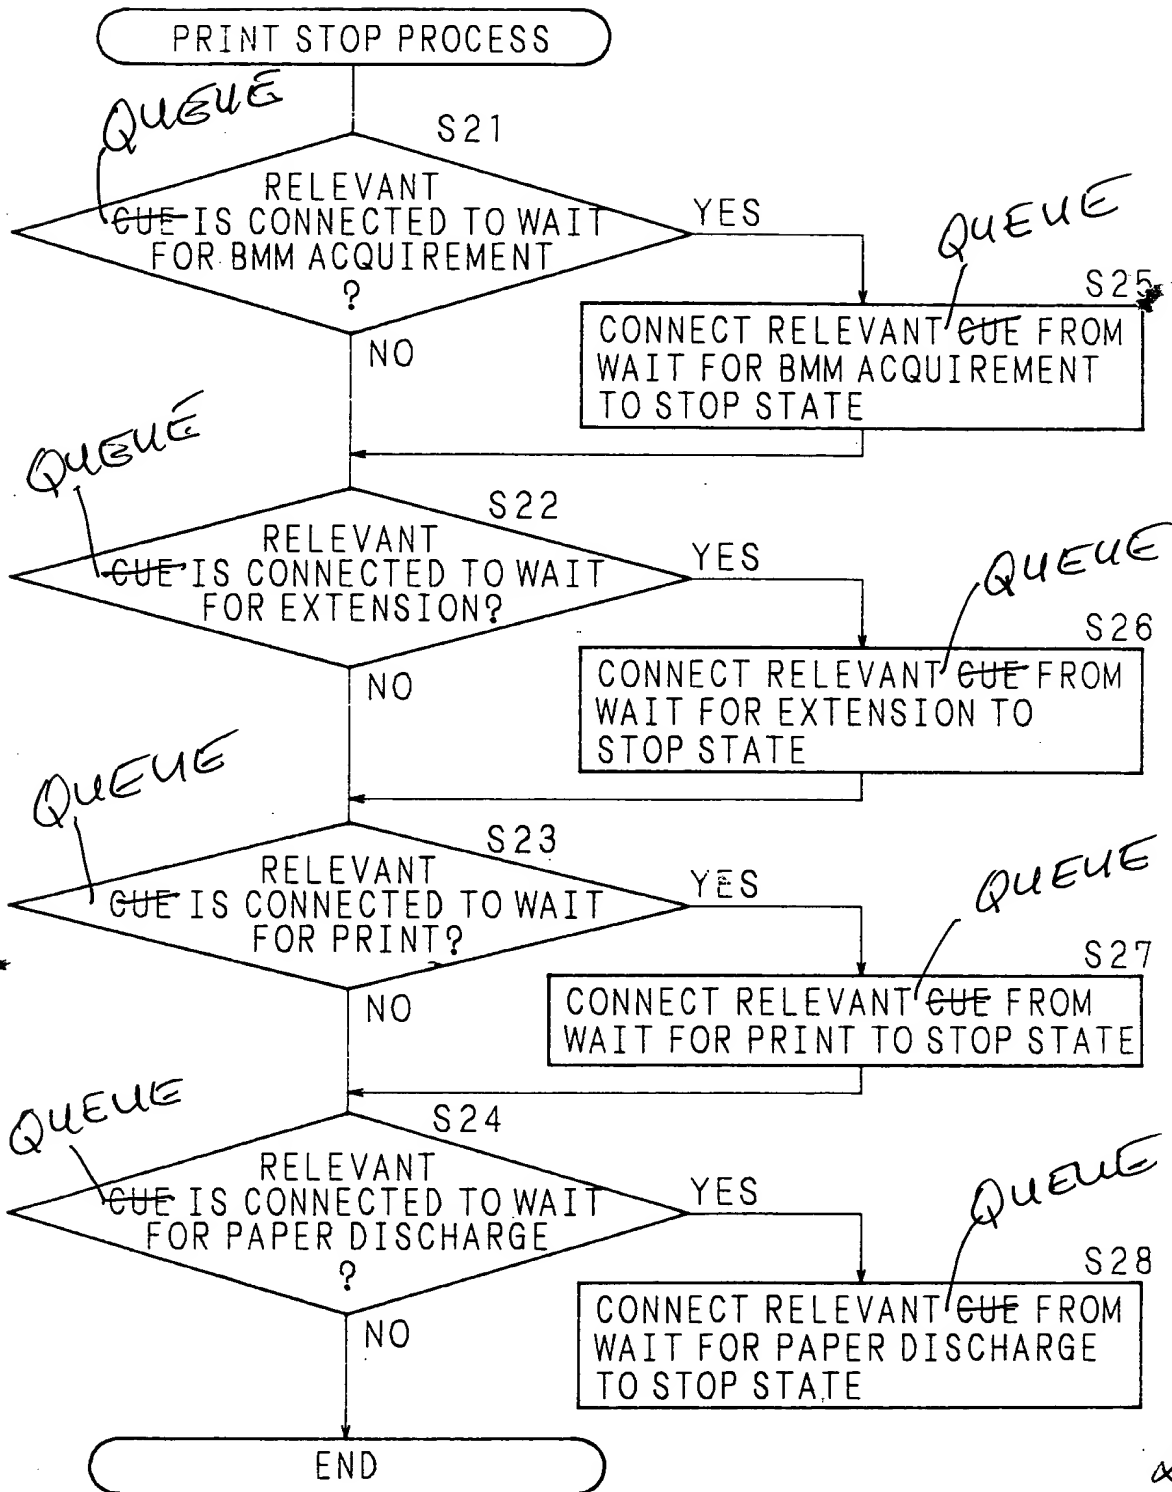 PRINT STOP PROCESS
QUEUE
S21
RELEVANT
CUE IS CONNECTED TO WAIT
FOR BMM ACQUIREMENT
?
YES
NO
QUEUE
S25
CONNECT RELEVANT CUE FROM
WAIT FOR BMM ACQUIREMENT
TO STOP STATE
QUEUE
S22
RELEVANT
CUE IS CONNECTED TO WAIT
FOR EXTENSION?
YES
NO
QUEUE
S26
CONNECT RELEVANT CUE FROM
WAIT FOR EXTENSION TO
STOP STATE
QUEUE
S23
RELEVANT
CUE IS CONNECTED TO WAIT
FOR PRINT?
YES
NO
QUEUE
S27
CONNECT RELEVANT CUE FROM
WAIT FOR PRINT TO STOP STATE
QUEUE
S24
RELEVANT
CUE IS CONNECTED TO WAIT
FOR PAPER DISCHARGE
?
YES
NO
QUEUE
S28
CONNECT RELEVANT CUE FROM
WAIT FOR PAPER DISCHARGE
TO STOP STATE
END